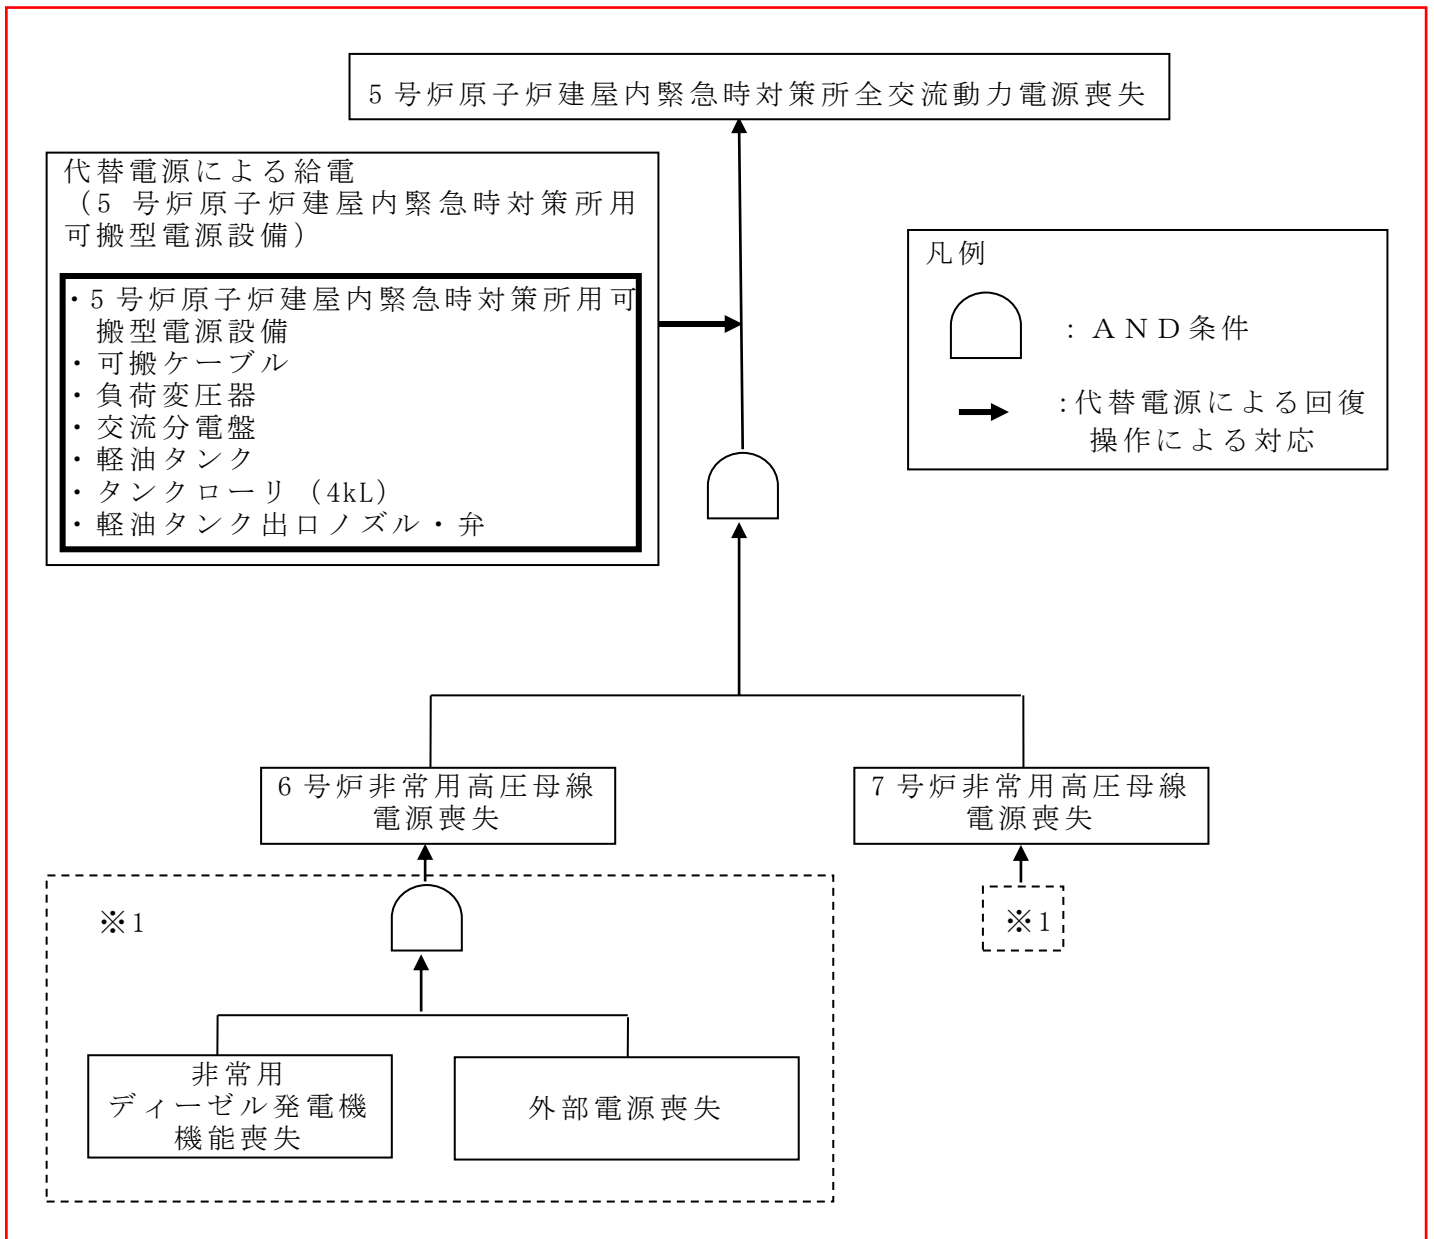 5号炉原子炉建屋内緊急時対策所全交流動力電源喪失
代替電源による給電
（5 号炉原子炉建屋内緊急時対策所用
可搬型電源設備）
・5号炉原子炉建屋内緊急時対策所用可
搬型電源設備
・可搬ケーブル
・負荷変圧器
・交流分電盤
・軽油タンク
・タンクローリ（4kL）
・軽油タンク出口ノズル・弁
凡例
：ＡＮＤ条件
:代替電源による回復
操作による対応
6号炉非常用高圧母線
電源喪失
7号炉非常用高圧母線
電源喪失
※1
※1
非常用
ディーゼル発電機
機能喪失
外部電源喪失